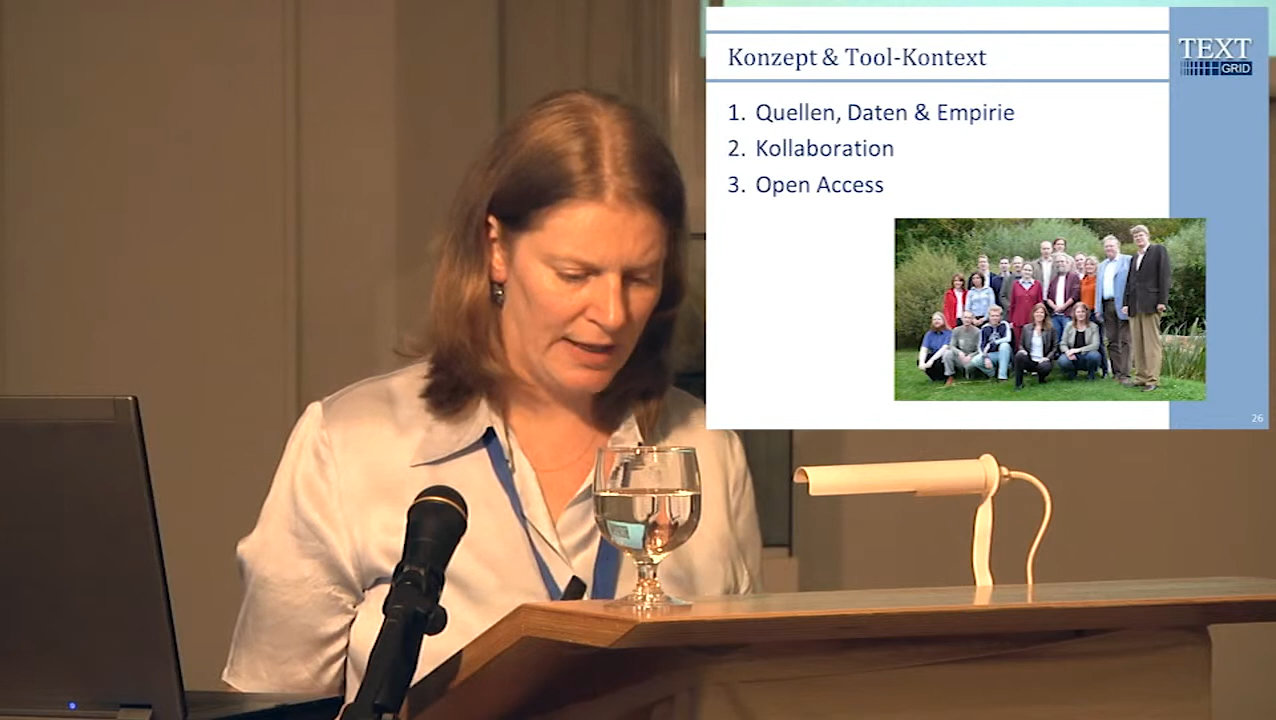 Konzept & Tool-Kontext
TEXT
GRID
1. Quellen, Daten & Empirie
2. Kollaboration
3. Open Access
26